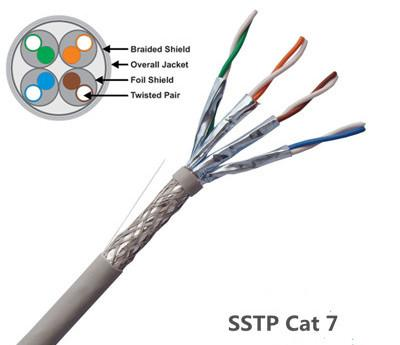 Braided Shield
Overall Jacket
Foil Shield
Twisted Pair
SSTP Cat 7